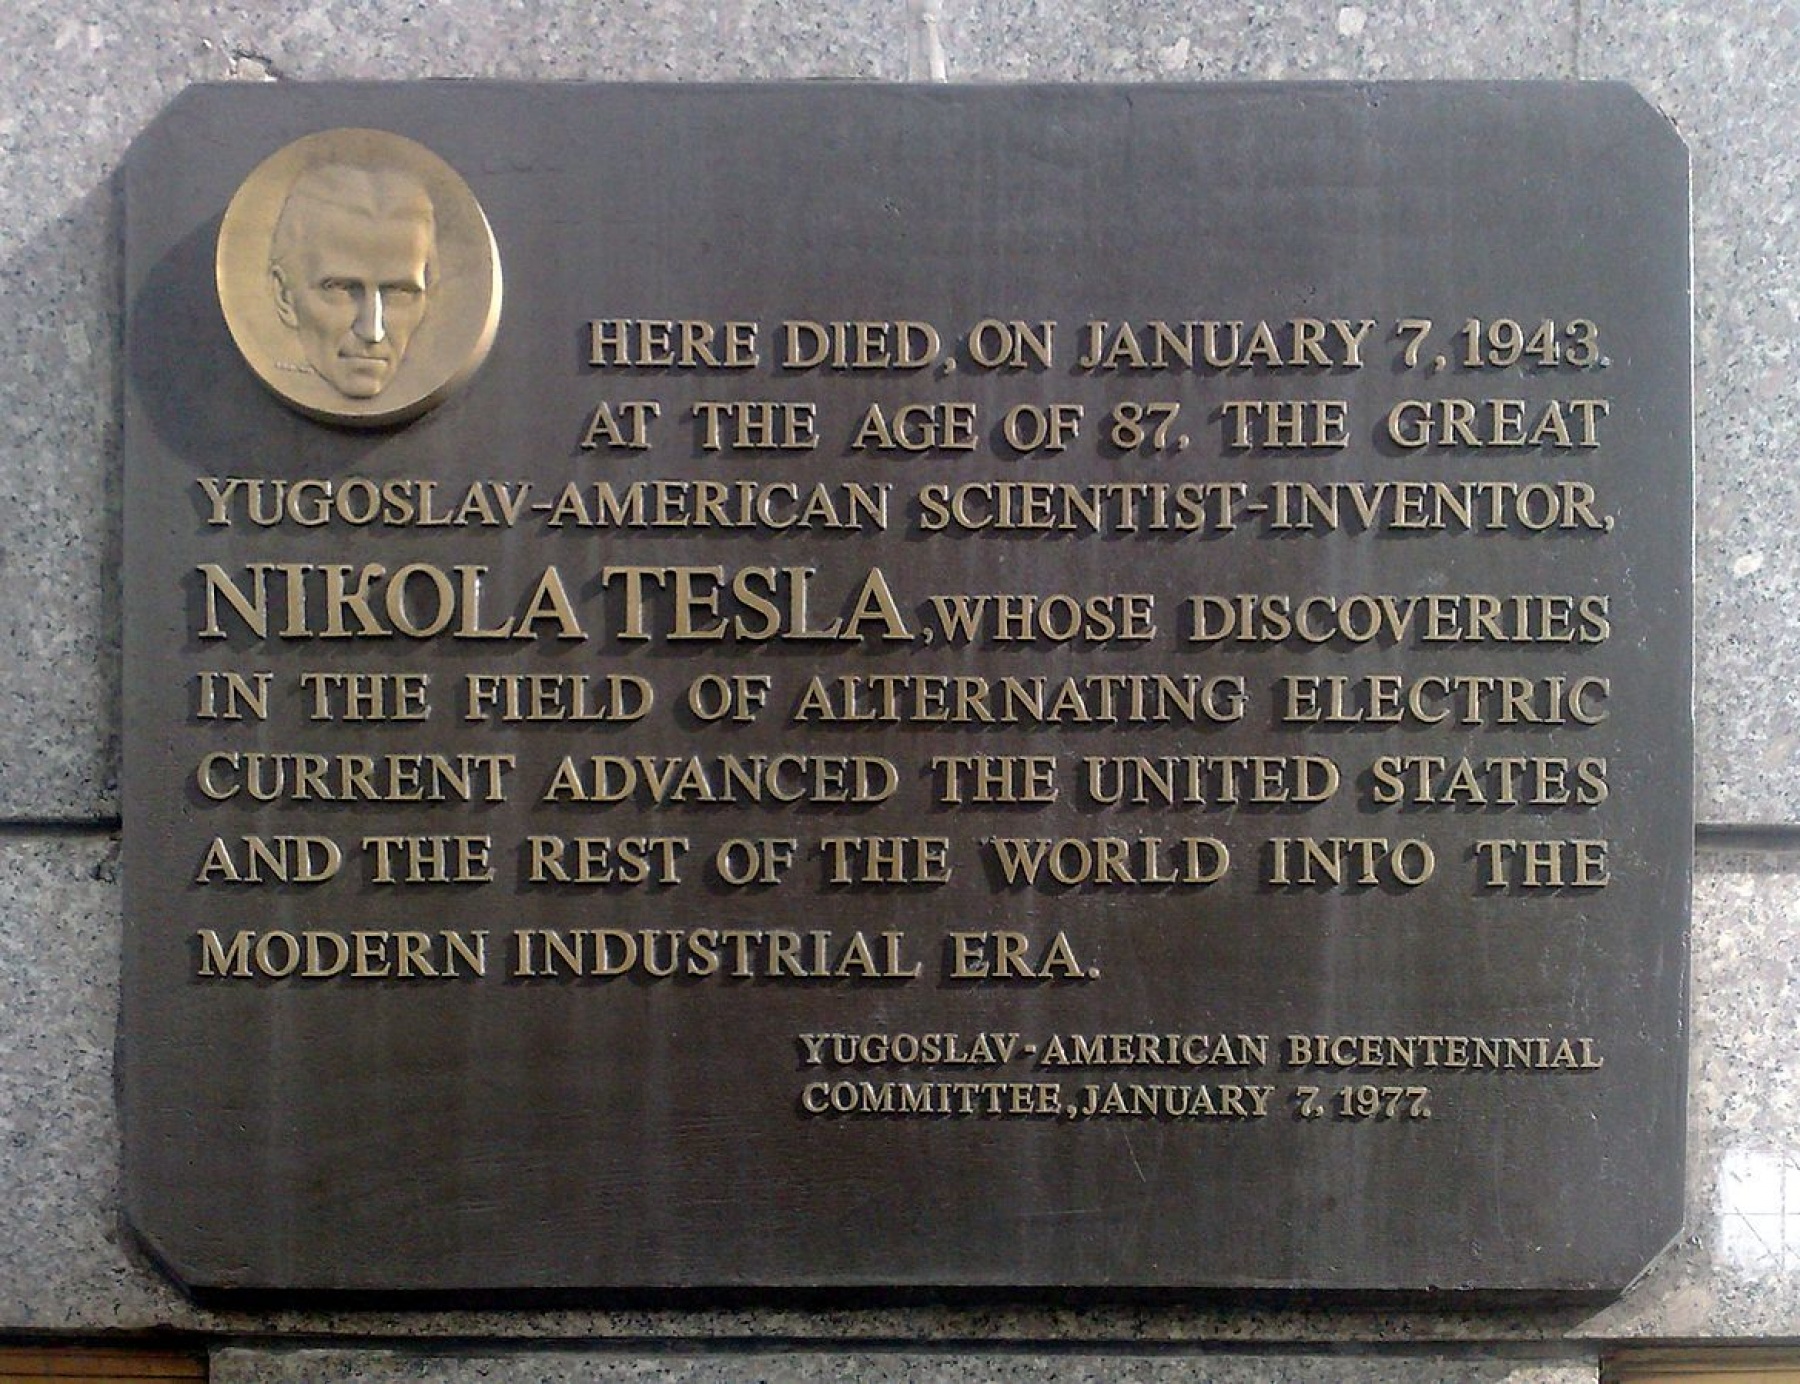 HERE DIED, ON JANUARY 7, 1943.
AT THE AGE OF 87, THE GREAT
YUGOSLAV-AMERICAN SCIENTIST-INVENTOR,
NIKOLA TESLA, WHOSE DISCOVERIES
IN THE FIELD OF ALTERNATING ELECTRIC
CURRENT ADVANCED THE UNITED STATES
AND THE REST OF THE WORLD INTO THE
MODERN INDUSTRIAL ERA.
YUGOSLAV-AMERICAN BICENTENNIAL
COMMITTEE, JANUARY 7, 1977.